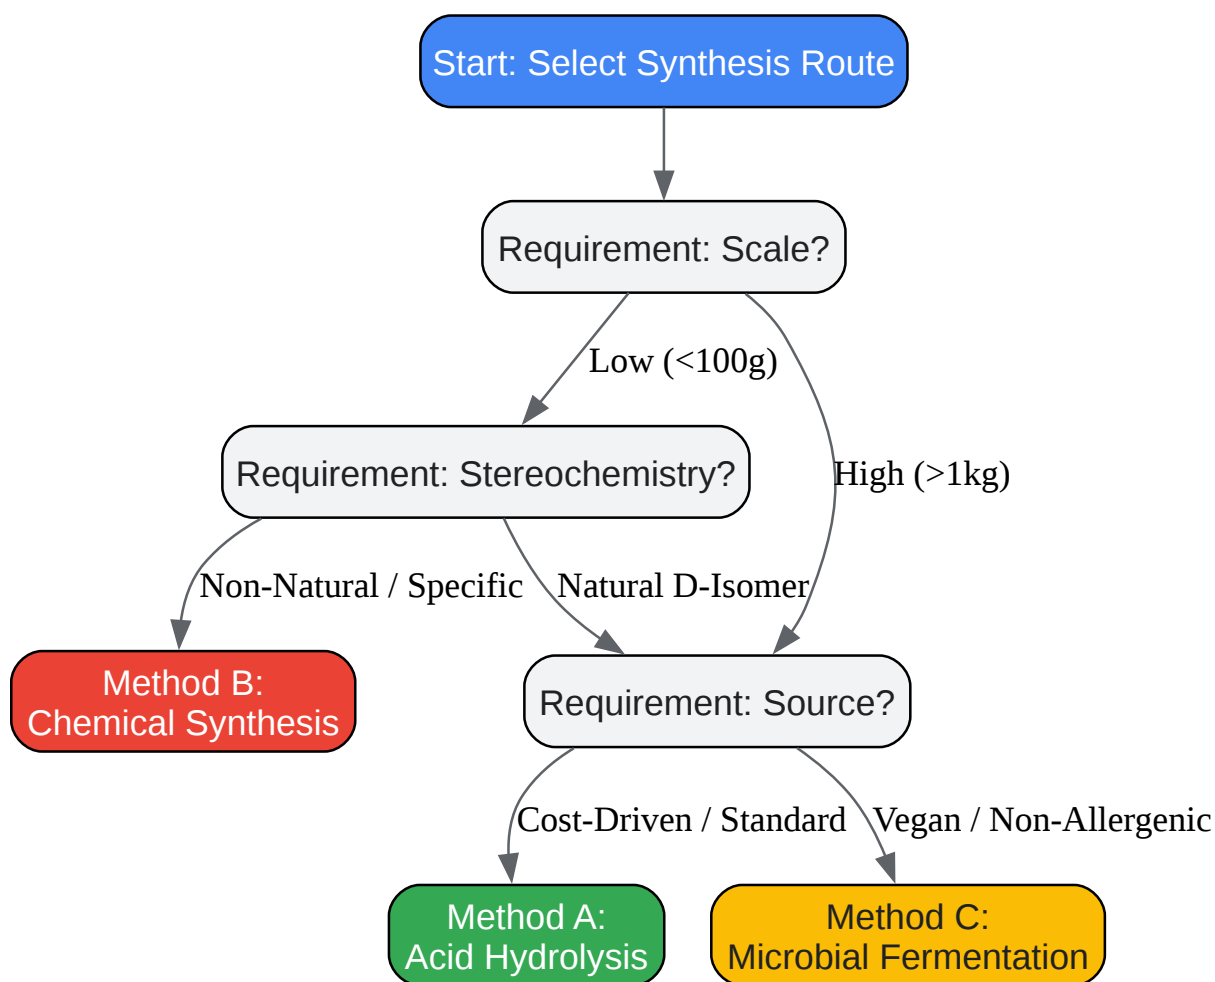 Start: Select Synthesis Route
Requirement: Scale?
Low (<100g)
Requirement: Stereochemistry?
High (>1kg)
Non-Natural / Specific
Natural D-Isomer
Method B:
Chemical Synthesis
Requirement: Source?
Cost-Driven / Standard
Vegan / Non-Allergenic
Method A:
Acid Hydrolysis
Method C:
Microbial Fermentation